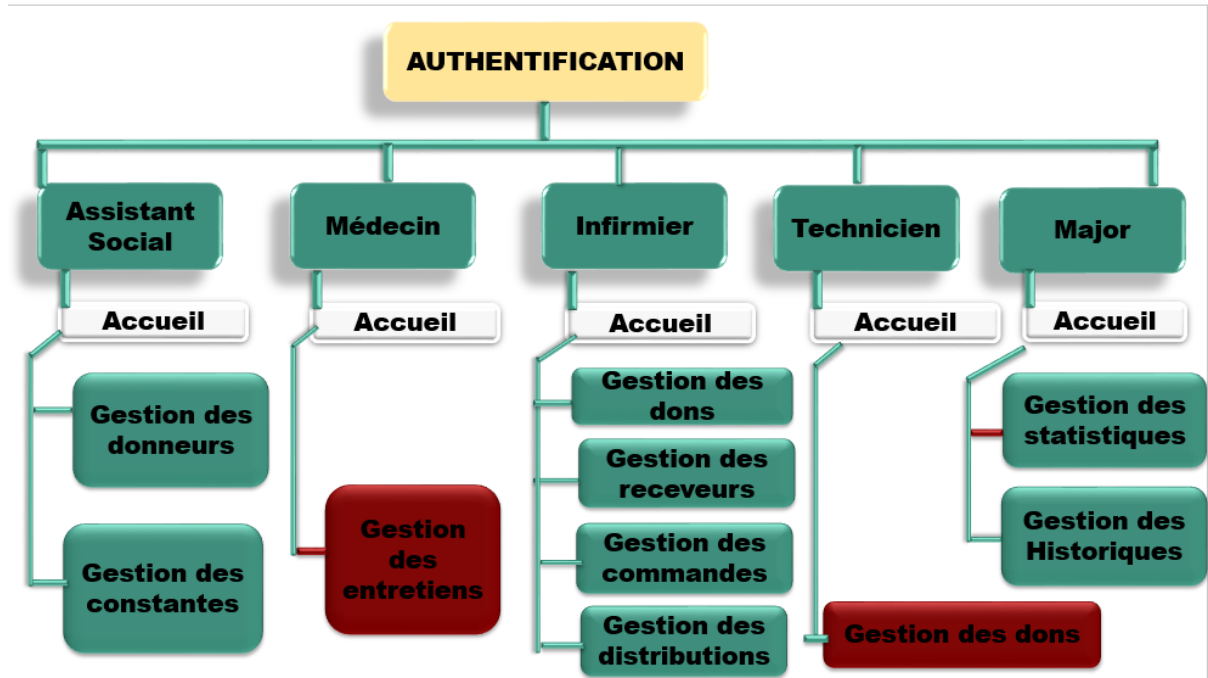 AUTHENTIFICATION
Assistant
Social
Médecin
Infirmier
Technicien
Major
Accueil
Accueil
Accueil
Accueil
Accueil
Gestion des
donneurs
Gestion des
constantes
Gestion
des
entretiens
Gestion des
dons
Gestion des
receveurs
Gestion des
commandes
Gestion des
distributions
Gestion des dons
Gestion des
statistiques
Gestion des
Historiques